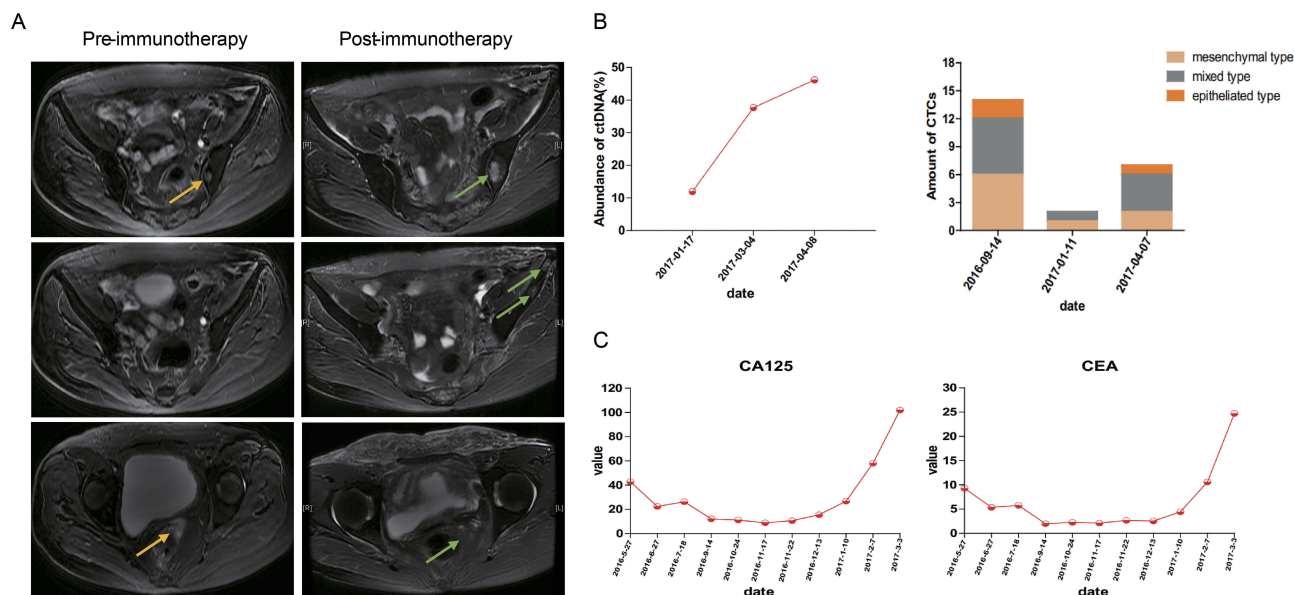 A
Pre-immunotherapy
Post-immunotherapy
[R]
[L]
[R]
[L]
[R]
[L]
B
Abundance of ctDNA(%)
50
40
30
20
10
0
2017-01-17
2017-03-04
2017-04-08
date
Amount of CTCs
18
15
12
9
6
3
0
2016-09-14
2017-01-11
2017-04-07
date
mesenchymal type
mixed type
epitheliated type
C
CA125
value
120
100
80
60
40
20
0
2016-5-27
2016-6-27
2016-7-18
2016-9-14
2016-10-24
2016-11-17
2016-11-22
2016-12-13
2017-1-10
2017-2-7
2017-3-3
date
CEA
value
30
25
20
15
10
5
0
2016-5-27
2016-6-27
2016-7-18
2016-9-14
2016-10-24
2016-11-17
2016-11-22
2016-12-13
2017-1-10
2017-2-7
2017-3-3
date